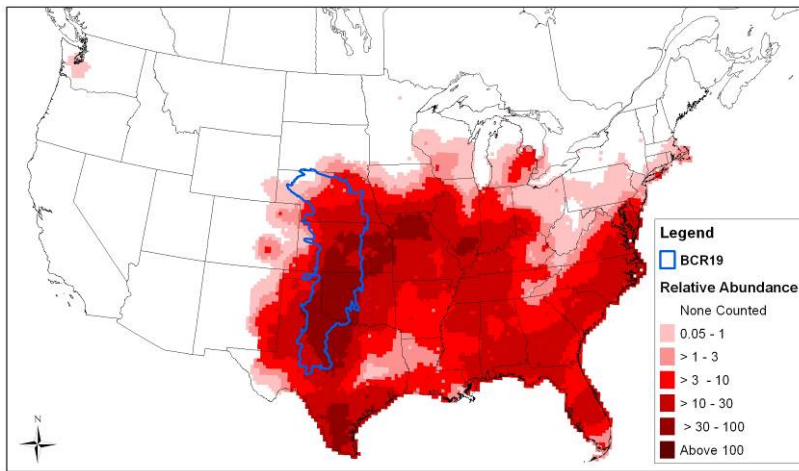 Legend
BCR19
Relative Abundance
None Counted
0.05 - 1
> 1 - 3
> 3 - 10
> 10 - 30
> 30 - 100
Above 100
N